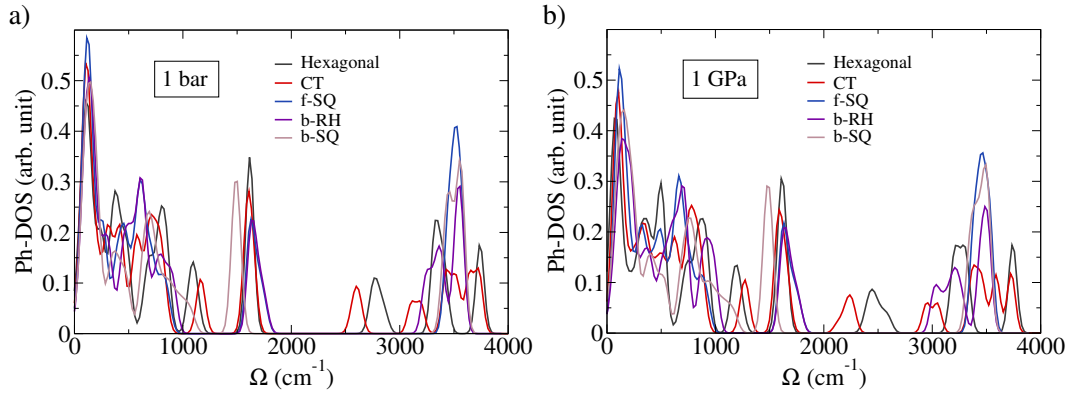 a)
1 bar
Hexagonal
CT
f-SQ
b-RH
b-SQ
Ph-DOS (arb. unit)
0.5
0.4
0.3
0.2
0.1
0
0
1000
2000
3000
4000
Ω (cm⁻¹)
b)
1 GPa
Hexagonal
CT
f-SQ
b-RH
b-SQ
Ph-DOS (arb. unit)
0.5
0.4
0.3
0.2
0.1
0
0
1000
2000
3000
4000
Ω (cm⁻¹)